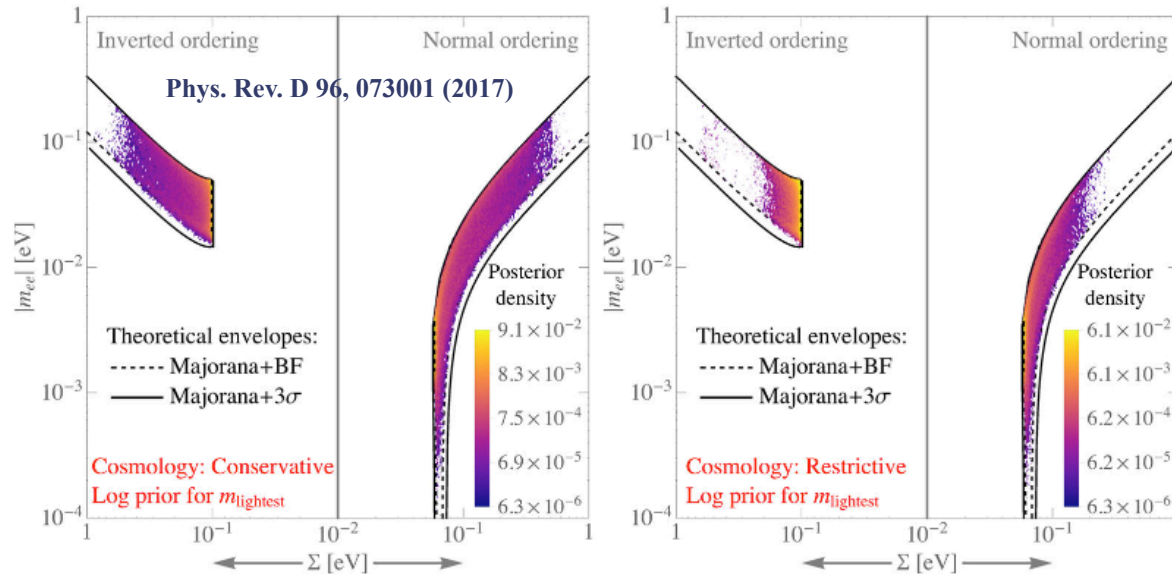 Inverted ordering
Normal ordering
Phys. Rev. D 96, 073001 (2017)
1
10⁻¹
10⁻²
10⁻³
10⁻⁴
|mₑₑ| [eV]
Posterior
density
9.1 × 10⁻²
8.3 × 10⁻³
7.5 × 10⁻⁴
6.9 × 10⁻⁵
6.3 × 10⁻⁶
Theoretical envelopes:
Majorana+BF
Majorana+3σ
Cosmology: Conservative
Log prior for m_lightest
1 10⁻¹ 10⁻² 10⁻¹ 1
Σ [eV]
Inverted ordering
Normal ordering
1
10⁻¹
10⁻²
10⁻³
10⁻⁴
|mₑₑ| [eV]
Posterior
density
6.1 × 10⁻²
6.1 × 10⁻³
6.2 × 10⁻⁴
6.2 × 10⁻⁵
6.3 × 10⁻⁶
Theoretical envelopes:
Majorana+BF
Majorana+3σ
Cosmology: Restrictive
Log prior for m_lightest
1 10⁻¹ 10⁻² 10⁻¹
Σ [eV]